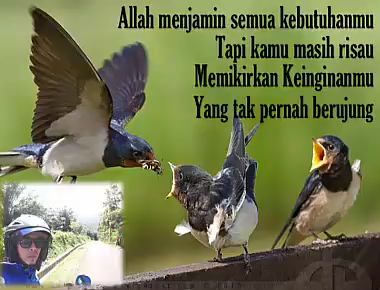 Allah menjamin semua kebutuhanmu
Tapi kamu masih risau
Memikirkan Keinginanmu
Yang tak pernah berujung